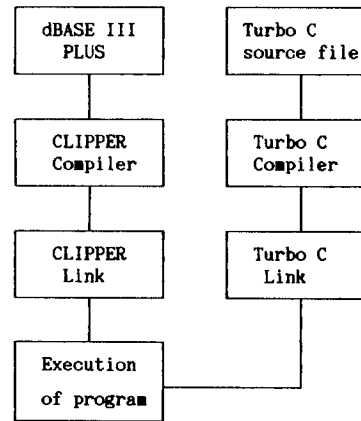 dBASE III
PLUS
Turbo C
source file
CLIPPER
Compiler
Turbo C
Compiler
CLIPPER
Link
Turbo C
Link
Execution
of program